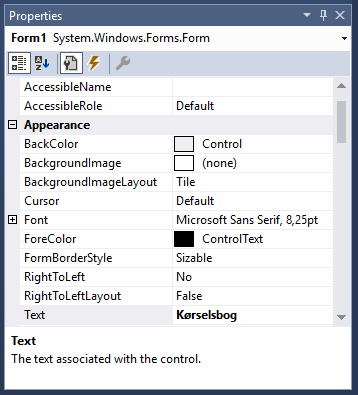 Properties
Form1 System.Windows.Forms.Form
AccessibleName
AccessibleRole Default
Appearance
BackColor Control
BackgroundImage (none)
BackgroundImageLayout Tile
Cursor Default
Font Microsoft Sans Serif, 8,25pt
ForeColor ControlText
FormBorderStyle Sizable
RightToLeft No
RightToLeftLayout False
Text Kørselsbog
Text
The text associated with the control.